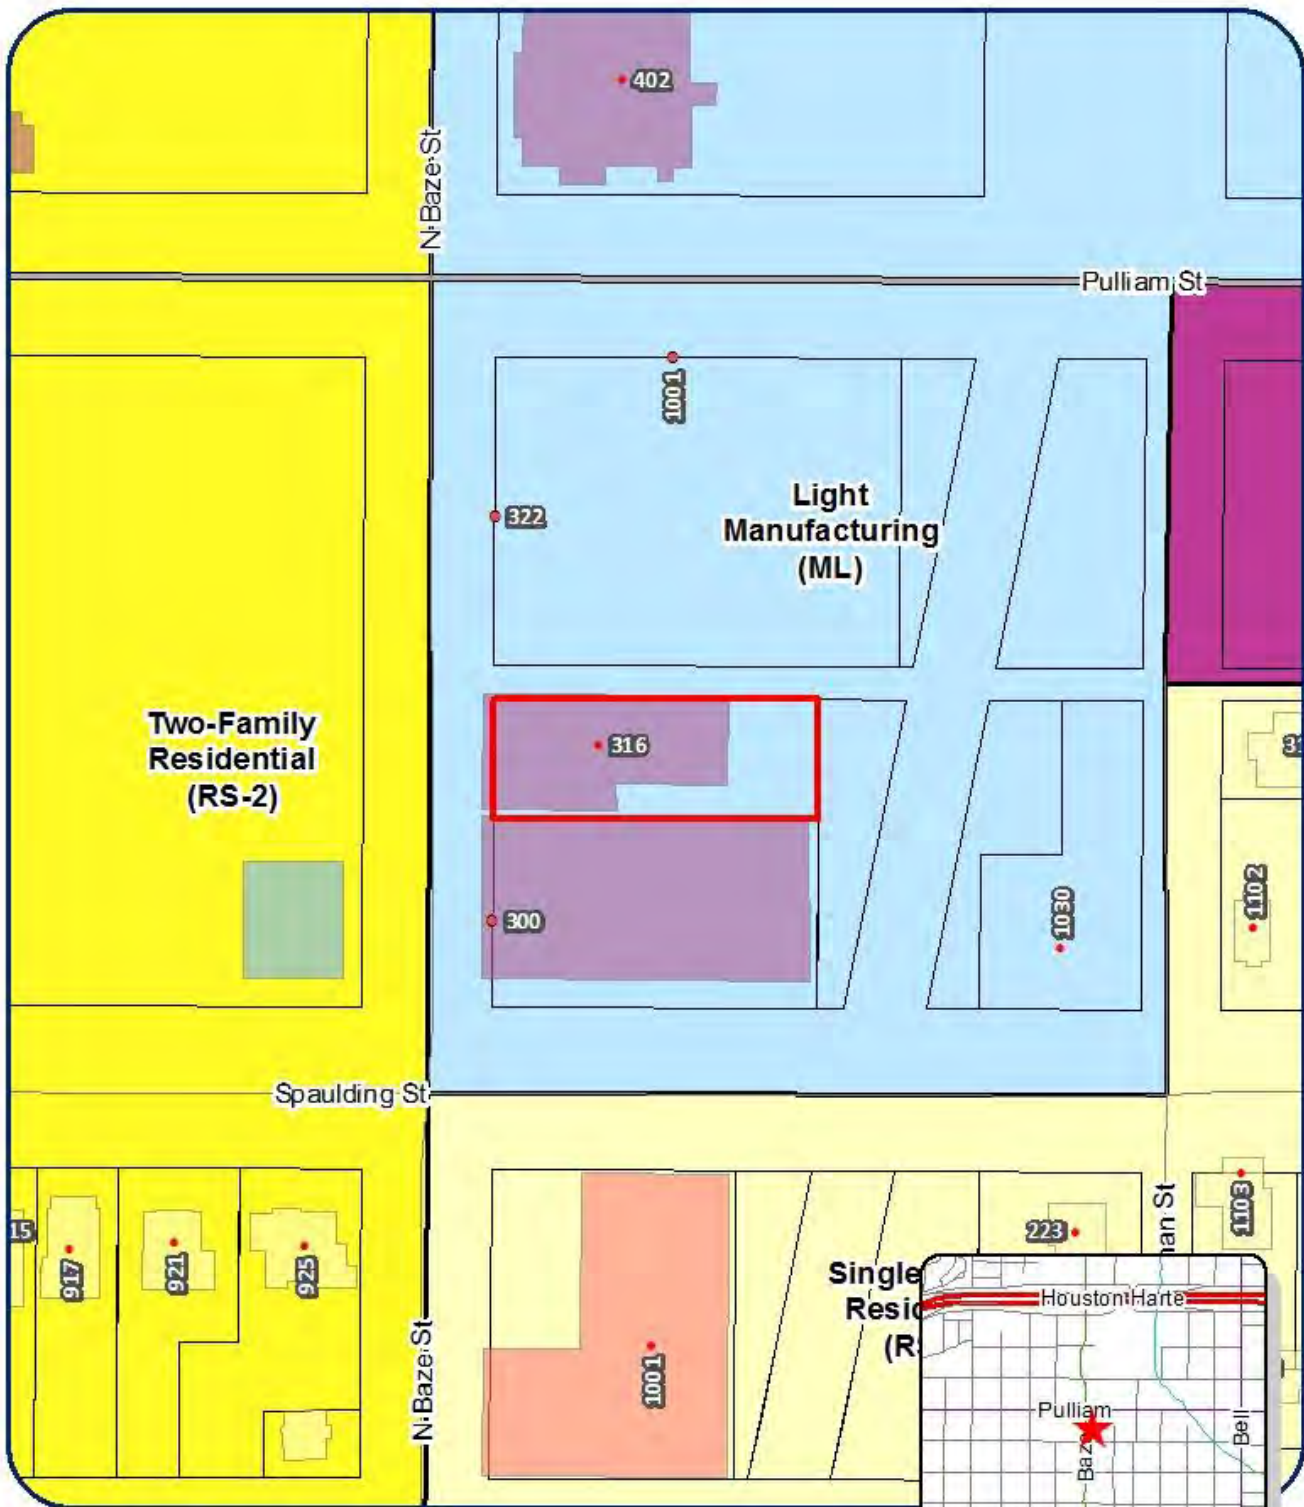 402
N Baze St
Pulliam St
1001
322
Light
Manufacturing
(ML)
Two-Family
Residential
(RS-2)
316
300
1030
1102
Spaulding St
15
917
921
925
N Baze St
1001
Single
223
1103
Houston Harte
Pulliam
Bell